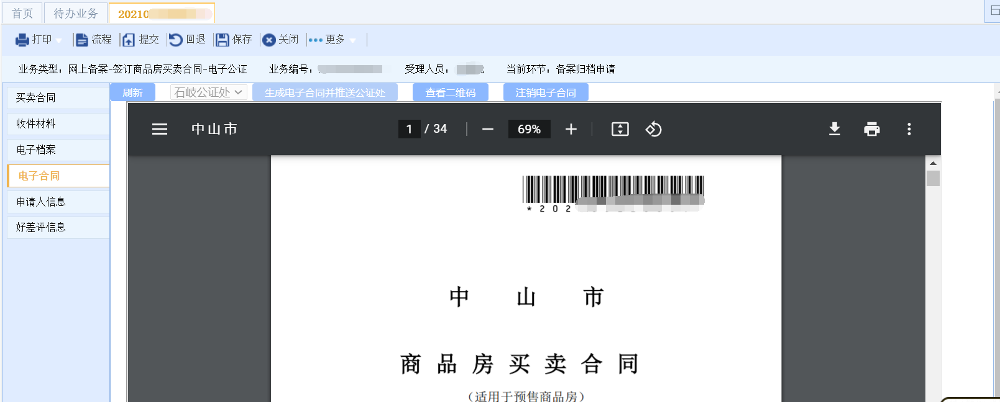 首页 待办业务 20210
打印 流程 提交 回退 保存 关闭 更多
业务类型：网上备案-签订商品房买卖合同-电子公证 业务编号： 受理人员： 当前环节：备案归档申请
买卖合同
收件材料
电子档案
电子合同
申请人信息
好差评信息
刷新 石岐公证处 生成电子合同并推送公证处 查看二维码 注销电子合同
中山市 1 / 34 69%
*202
中 山 市
商品房买卖合同
（适用于预售商品房）